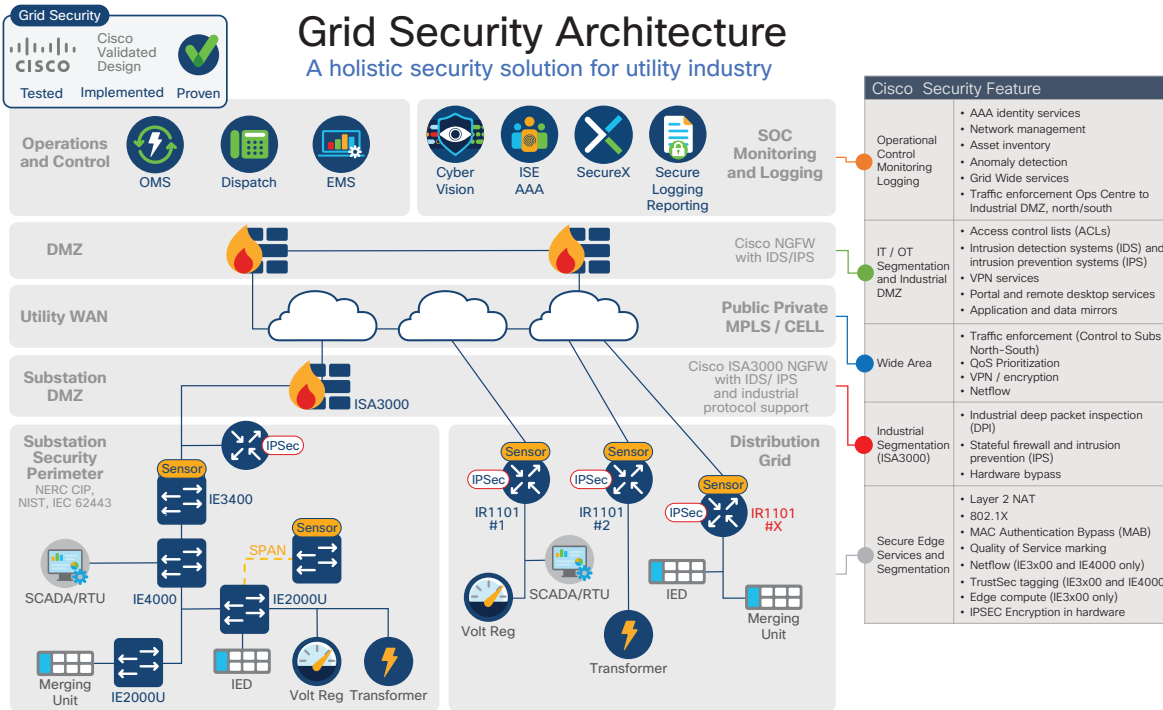 Grid Security
CISCO
Cisco
Validated
Design
Tested Implemented Proven
Grid Security Architecture
A holistic security solution for utility industry
Operations
and Control
OMS
Dispatch
EMS
Cyber
Vision
ISE
AAA
SecureX
Secure
Logging
Reporting
SOC
Monitoring
and Logging
DMZ
Cisco NGFW
with IDS/IPS
Utility WAN
Public Private
MPLS / CELL
Substation
DMZ
ISA3000
Cisco ISA3000 NGFW
with IDS/ IPS
and industrial
protocol support
Substation
Security
Perimeter
NERC CIP,
NIST, IEC 62443
IPSec
Sensor
IE3400
Sensor
SPAN
SCADA/RTU
IE4000
IE2000U
Merging
Unit
IE2000U
IED
Volt Reg
Transformer
Distribution
Grid
Sensor
IPSec
IR1101
#1
Sensor
IPSec
IR1101
#2
Sensor
IPSec
IR1101
#X
SCADA/RTU
Volt Reg
Transformer
IED
Merging
Unit
Cisco Security Feature
Operational
Control
Monitoring
Logging
• AAA identity services
• Network management
• Asset inventory
• Anomaly detection
• Grid Wide services
• Traffic enforcement Ops Centre to
Industrial DMZ, north/south
IT / OT
Segmentation
and Industrial
DMZ
• Access control lists (ACLs)
• Intrusion detection systems (IDS) and
intrusion prevention systems (IPS)
• VPN services
• Portal and remote desktop services
• Application and data mirrors
Wide Area
• Traffic enforcement (Control to Subs
North-South)
• QoS Prioritization
• VPN / encryption
• Netflow
Industrial
Segmentation
(ISA3000)
• Industrial deep packet inspection
(DPI)
• Stateful firewall and intrusion
prevention (IPS)
• Hardware bypass
Secure Edge
Services and
Segmentation
• Layer 2 NAT
• 802.1X
• MAC Authentication Bypass (MAB)
• Quality of Service marking
• Netflow (IE3x00 and IE4000 only)
• TrustSec tagging (IE3x00 and IE4000
• Edge compute (IE3x00 only)
• IPSEC Encryption in hardware